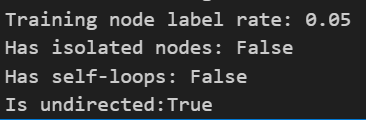 Training node label rate: 0.05
Has isolated nodes: False
Has self-loops: False
Is undirected:True